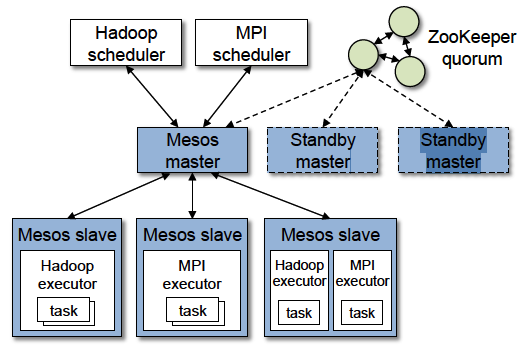 Hadoop
scheduler
MPI
scheduler
ZooKeeper
quorum
Mesos
master
Standby
master
Standby
master
Mesos slave
Hadoop
executor
task
Mesos slave
MPI
executor
task
Mesos slave
Hadoop
executor
task
MPI
executor
task